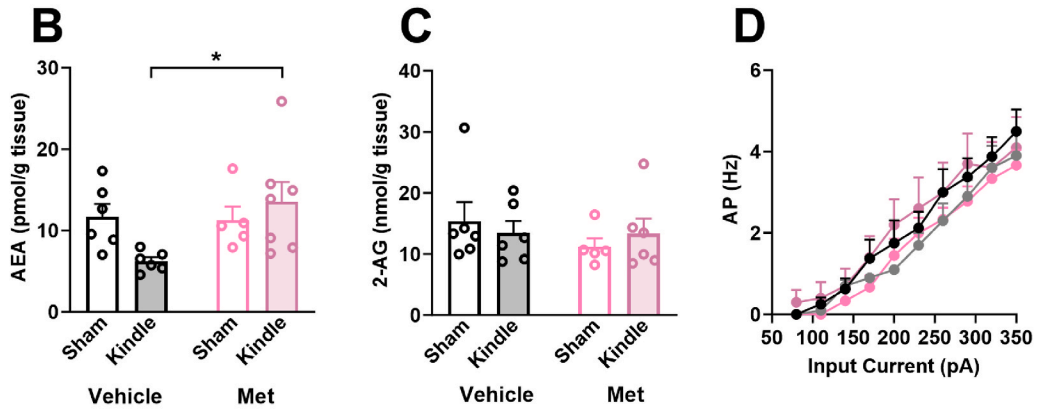 B
AEA (pmol/g tissue)
30
20
10
0
*
Sham
Kindle
Sham
Kindle
Vehicle
Met
C
2-AG (nmol/g tissue)
40
30
20
10
0
Sham
Kindle
Sham
Kindle
Vehicle
Met
D
AP (Hz)
6
4
2
0
50
100
150
200
250
300
350
Input Current (pA)